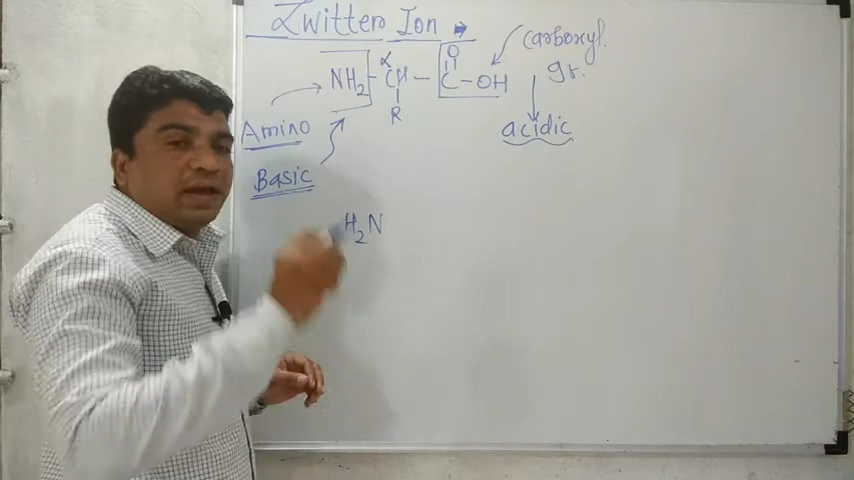 Zwitter Ion →
NH2 - CH - C - OH
α
O
R
carboxyl.
gr.
Amino
acidic
Basic
H2N